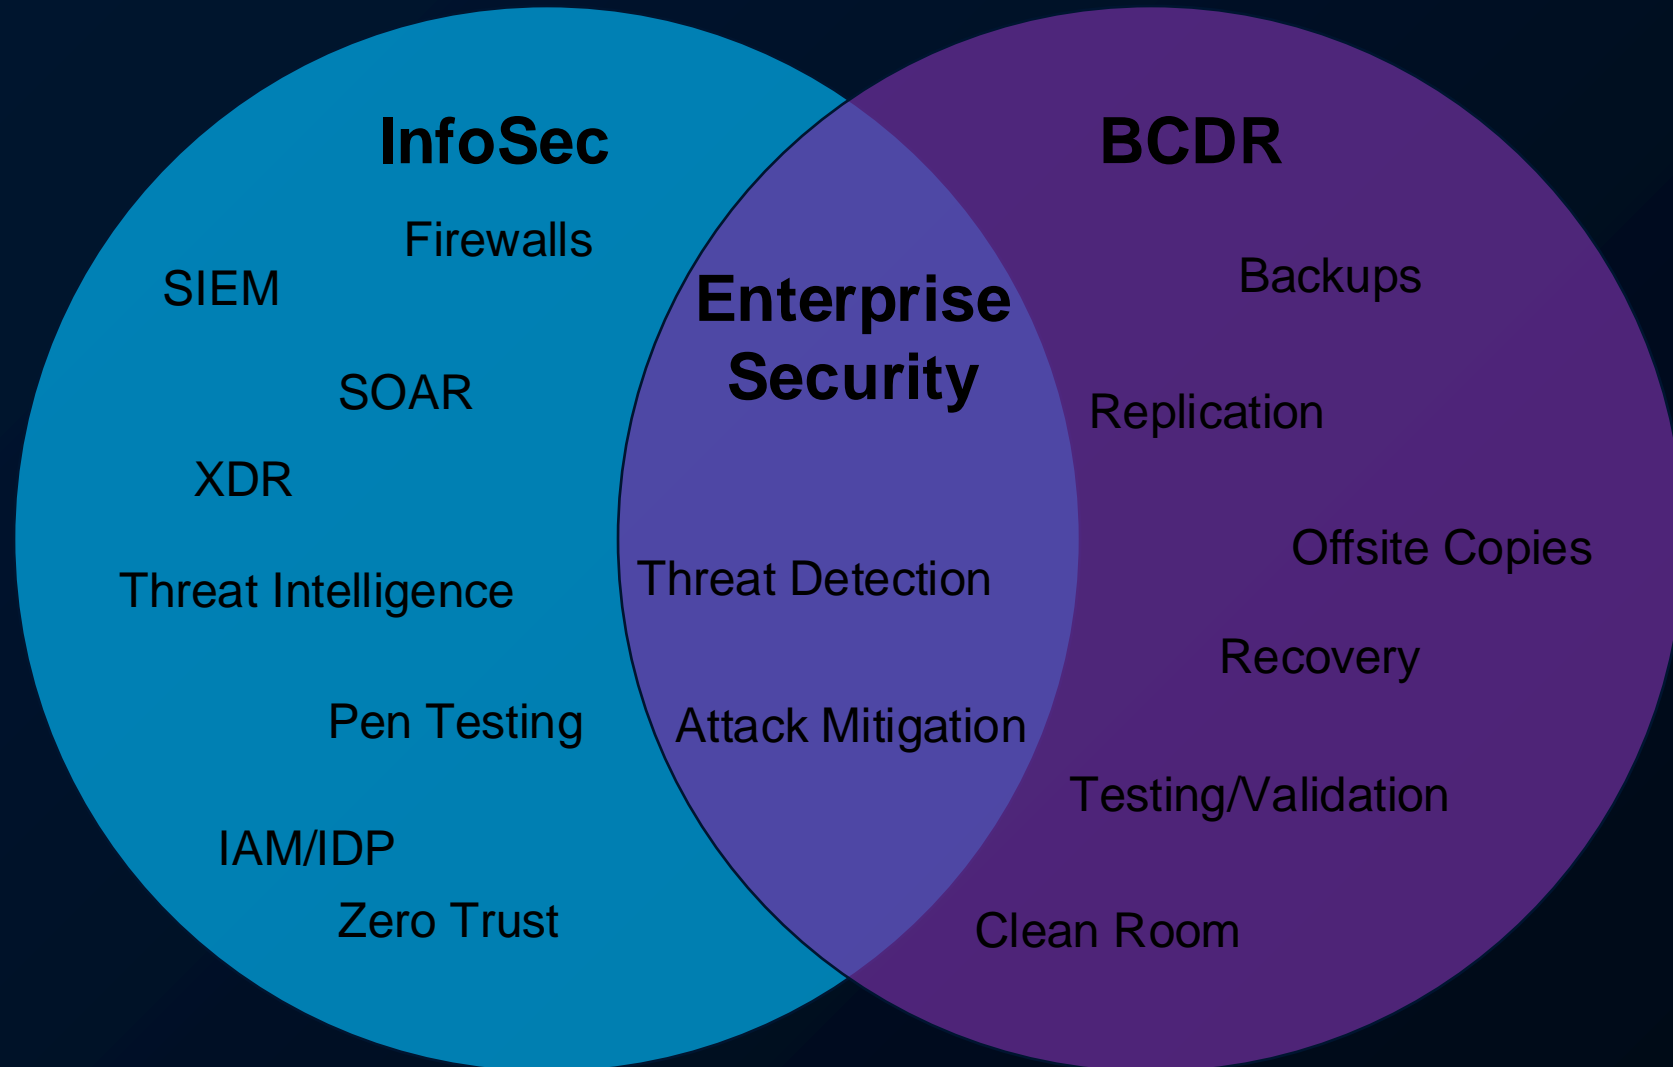 InfoSec
Firewalls
SIEM
SOAR
XDR
Threat Intelligence
Pen Testing
IAM/IDP
Zero Trust
Enterprise
Security
Threat Detection
Attack Mitigation
BCDR
Backups
Replication
Offsite Copies
Recovery
Testing/Validation
Clean Room